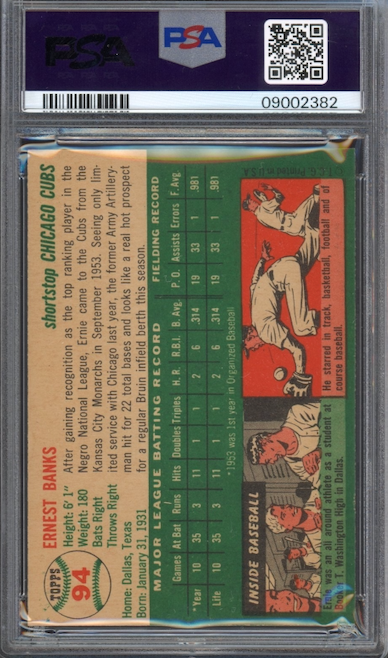 PSA
PSA
09002382
TOPPS
94
ERNEST BANKS
shortstop CHICAGO CUBS
Height: 6' 1"
Weight: 180
Bats Right
Throws Right
Home: Dallas, Texas
Born: January 31, 1931
After gaining recognition as the top ranking player in the
Negro National League, Ernie came to the Cubs from the
Kansas City Monarchs in September 1953. Seeing only lim-
ited service with Chicago last year, the former Army Artillery-
man hit for 22 total bases and looks like a real hot prospect
for a regular Bruin infield berth this season.
MAJOR LEAGUE BATTING RECORD FIELDING RECORD
Games At Bat Runs Hits Doubles Triples H.R. R.B.I. B. Avg. P.O. Assists Errors F. Avg.
*Year 10 35 3 11 1 1 2 6 .314 19 33 1 .981
Life 10 35 3 11 1 1 2 6 .314 19 33 1 .981
*1953 was 1st year in Organized Baseball
T.C.G. Printed in U.S.A.
INSIDE BASEBALL
Ernie was an all around athlete as a student at
Booker T. Washington High in Dallas.
He starred in track, basketball, football and of
course baseball.